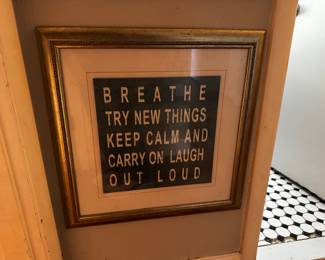 BREATHE
TRY NEW THINGS
KEEP CALM AND
CARRY ON LAUGH
OUT LOUD